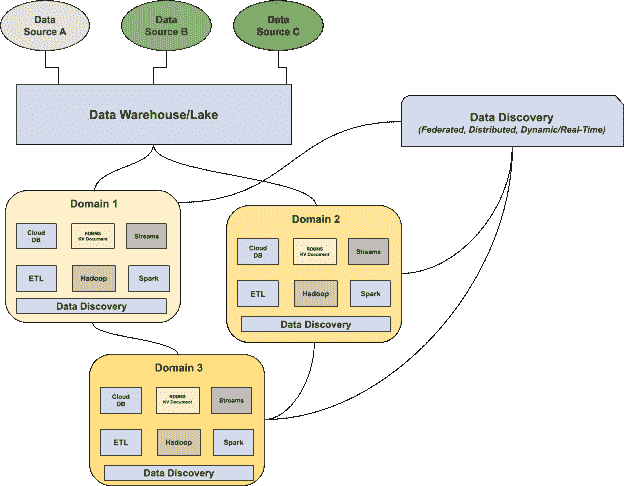 Data
Source A
Data
Source B
Data
Source C
Data Warehouse/Lake
Data Discovery
(Federated, Distributed, Dynamic/Real-Time)
Domain 1
Cloud
DB
RDBMS
KV Document
Streams
ETL
Hadoop
Spark
Data Discovery
Domain 2
Cloud
DB
RDBMS
KV Document
Streams
ETL
Hadoop
Spark
Data Discovery
Domain 3
Cloud
DB
RDBMS
KV Document
Streams
ETL
Hadoop
Spark
Data Discovery